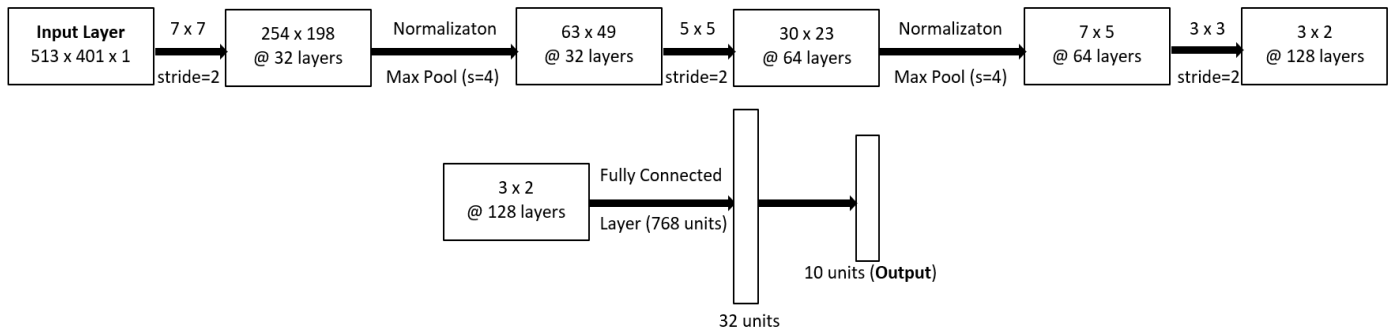 Input Layer
513 x 401 x 1
7 x 7
stride=2
254 x 198
@ 32 layers
Normalizaton
Max Pool (s=4)
63 x 49
@ 32 layers
5 x 5
stride=2
30 x 23
@ 64 layers
Normalizaton
Max Pool (s=4)
7 x 5
@ 64 layers
3 x 3
stride=2
3 x 2
@ 128 layers
3 x 2
@ 128 layers
Fully Connected
Layer (768 units)
32 units
10 units (Output)